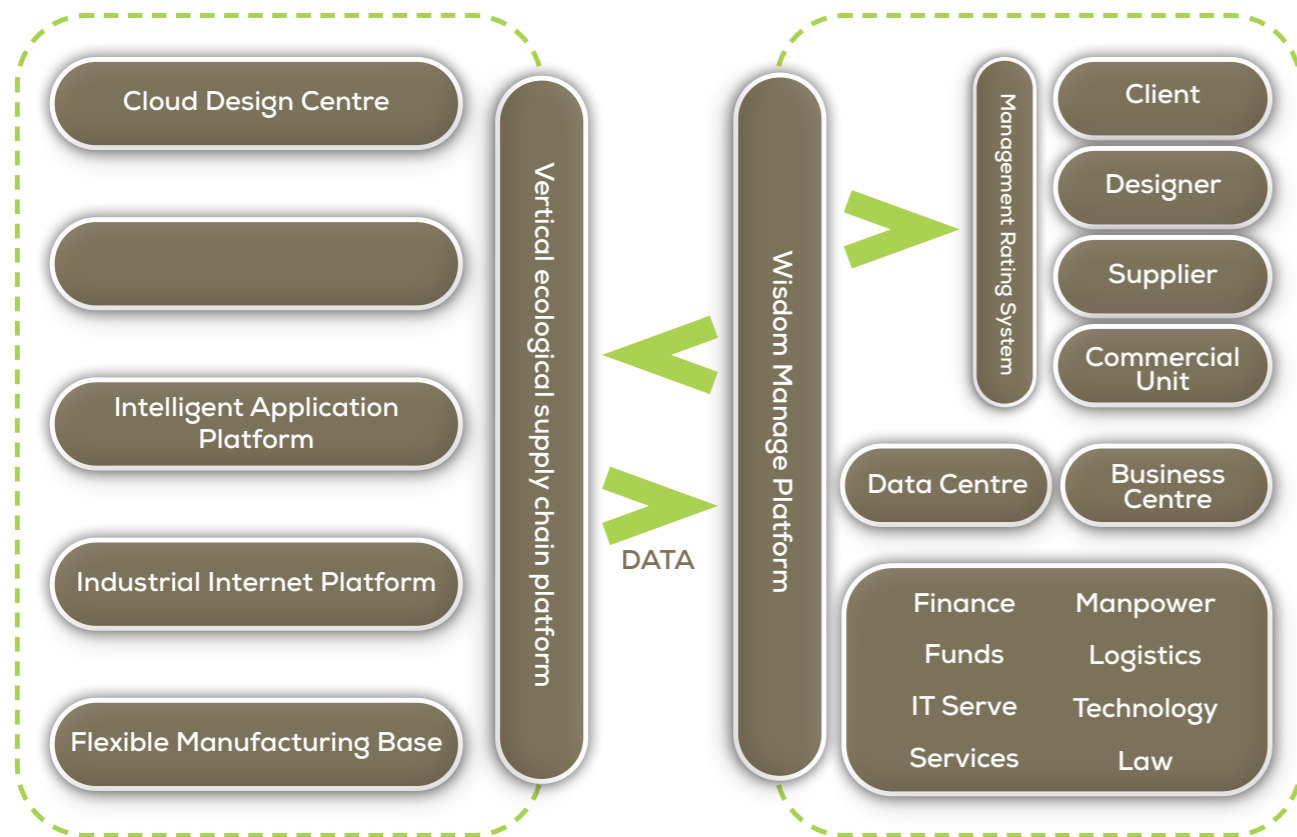 Cloud Design Centre
Intelligent Application
Platform
Industrial Internet Platform
Flexible Manufacturing Base
Vertical ecological supply chain platform
DATA
Wisdom Manage Platform
Management Rating System
Client
Designer
Supplier
Commercial
Unit
Data Centre
Business
Centre
Finance
Manpower
Funds
Logistics
IT Serve
Technology
Services
Law